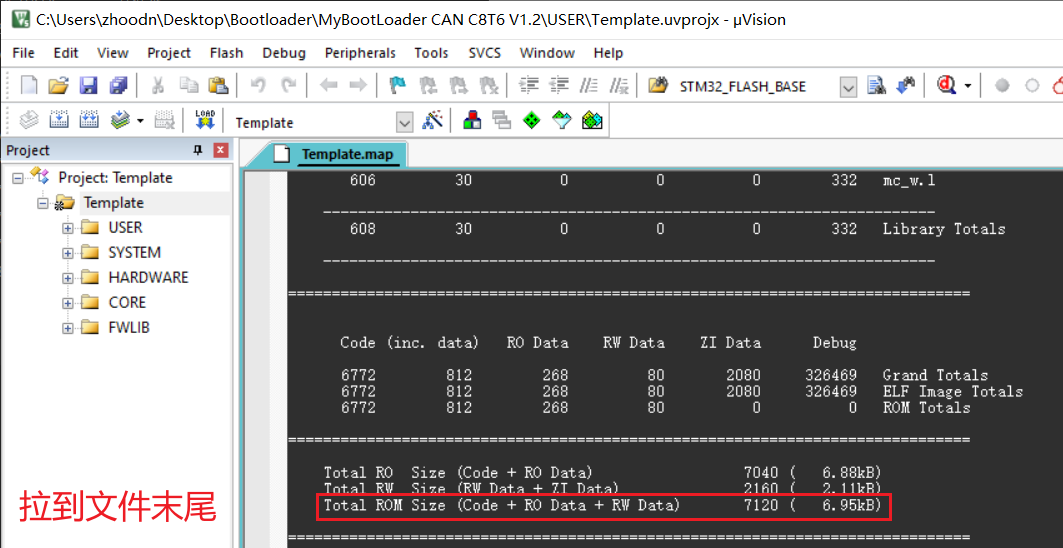 C:\Users\zhoodn\Desktop\Bootloader\MyBootLoader CAN C8T6 V1.2\USER\Template.uvprojx - µVision
File Edit View Project Flash Debug Peripherals Tools SVCS Window Help
STM32_FLASH_BASE
LOAD Template
Project
Template.map
Project: Template
Template
USER
SYSTEM
HARDWARE
CORE
FWLIB
606 30 0 0 0 332 mc_w.l
----------------------------------------------------------------------
608 30 0 0 0 332 Library Totals
----------------------------------------------------------------------
==============================================================================
Code (inc. data) RO Data RW Data ZI Data Debug
6772 812 268 80 2080 326469 Grand Totals
6772 812 268 80 2080 326469 ELF Image Totals
6772 812 268 80 0 0 ROM Totals
==============================================================================
Total RO Size (Code + RO Data) 7040 ( 6.88kB)
Total RW Size (RW Data + ZI Data) 2160 ( 2.11kB)
Total ROM Size (Code + RO Data + RW Data) 7120 ( 6.95kB)
==============================================================================
拉到文件末尾